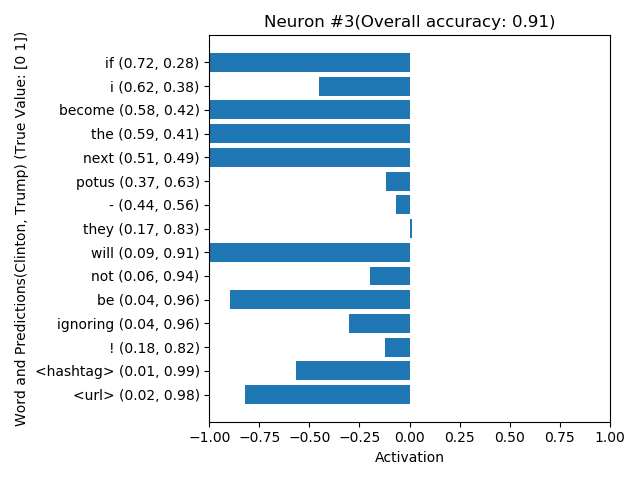 Neuron #3(Overall accuracy: 0.91)
Word and Predictions(Clinton, Trump) (True Value: [0 1])
if (0.72, 0.28)
i (0.62, 0.38)
become (0.58, 0.42)
the (0.59, 0.41)
next (0.51, 0.49)
potus (0.37, 0.63)
- (0.44, 0.56)
they (0.17, 0.83)
will (0.09, 0.91)
not (0.06, 0.94)
be (0.04, 0.96)
ignoring (0.04, 0.96)
! (0.18, 0.82)
<hashtag> (0.01, 0.99)
<url> (0.02, 0.98)
−1.00 −0.75 −0.50 −0.25 0.00 0.25 0.50 0.75 1.00
Activation